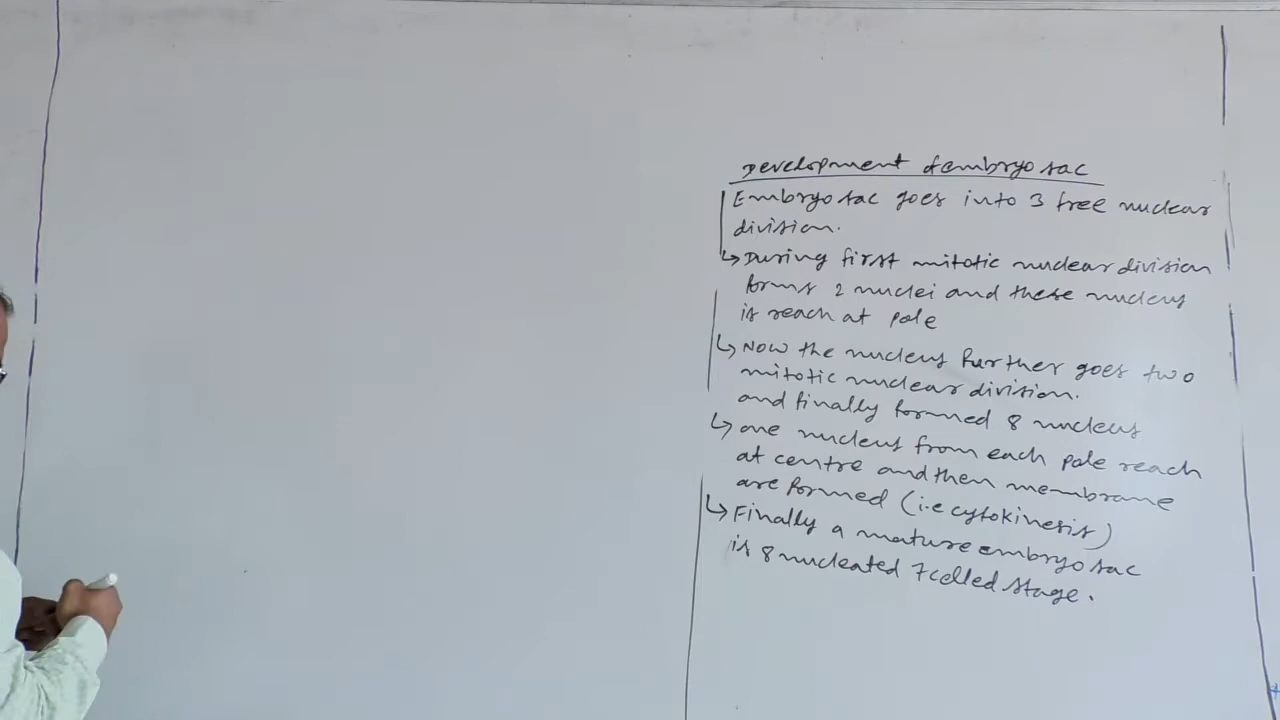 Development of embryo sac
Embryo sac goes into 3 free nuclear
division.
↳ During first mitotic nuclear division
forms 2 nuclei and these nucleus
is reach at pole
↳ Now the nucleus further goes two
mitotic nuclear division.
and finally formed 8 nucleus
↳ one nucleus from each pole reach
at centre and then membrane
are formed (i.e cytokinesis)
↳ Finally a mature embryo sac
is 8 nucleated 7 celled stage.